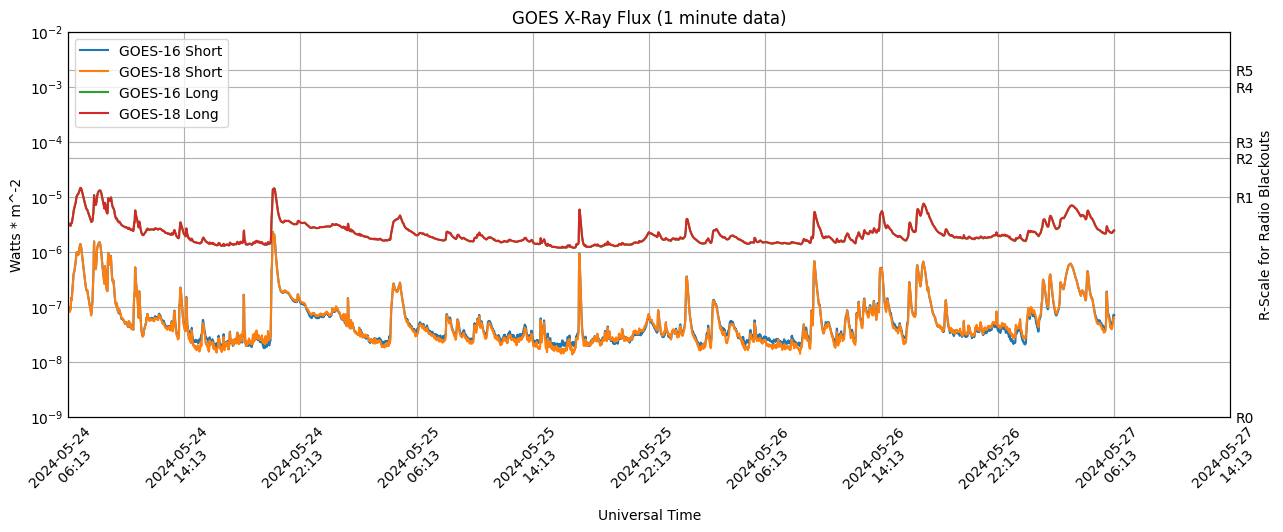 GOES X-Ray Flux (1 minute data)
GOES-16 Short
GOES-18 Short
GOES-16 Long
GOES-18 Long
10^-2
10^-3
10^-4
10^-5
10^-6
10^-7
10^-8
10^-9
Watts * m^-2
R5
R4
R3
R2
R1
R0
R-Scale for Radio Blackouts
2024-05-24
06:13
2024-05-24
14:13
2024-05-24
22:13
2024-05-25
06:13
2024-05-25
14:13
2024-05-25
22:13
2024-05-26
06:13
2024-05-26
14:13
2024-05-26
22:13
2024-05-27
06:13
2024-05-27
14:13
Universal Time